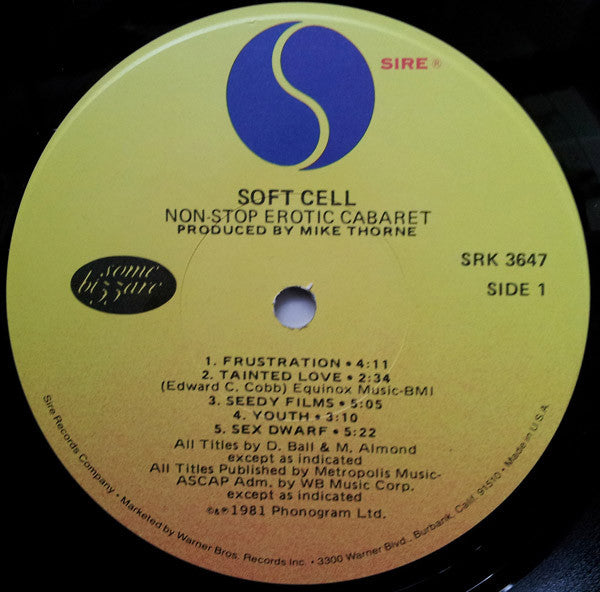 SIRE ®
SOFT CELL
NON-STOP EROTIC CABARET
PRODUCED BY MIKE THORNE
some
bizzare
SRK 3647
SIDE 1
1. FRUSTRATION • 4:11
2. TAINTED LOVE • 2:34
(Edward C. Cobb) Equinox Music-BMI
3. SEEDY FILMS • 5:05
4. YOUTH • 3:10
5. SEX DWARF • 5:22
All Titles by D. Ball & M. Almond
except as indicated
All Titles Published by Metropolis Music-
ASCAP Adm. by WB Music Corp.
except as indicated
©&℗1981 Phonogram Ltd.
Sire Records Company • Marketed by Warner Bros. Records Inc. • 3300 Warner Blvd., Burbank, Calif. 91510 • Made in U.S.A.